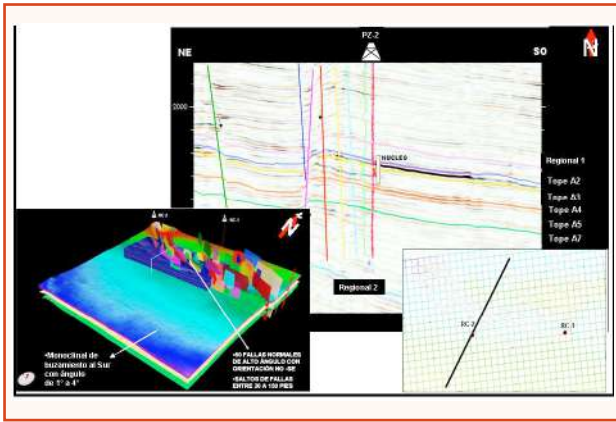 PZ-2
NE
SO
N
2000
NUCLEO
Regional 1
Tope A2
Tope A3
Tope A4
Tope A5
Tope A7
Regional 2
•Monoclinal de
buzamiento al Sur
con ángulo
de 1° a 4°
FALLAS NORMALES
DE ALTO ÁNGULO CON
ORIENTACIÓN NO -SE
•SALTOS DE FALLAS
ENTRE 20 A 150 PIES
RC-2
RC-1